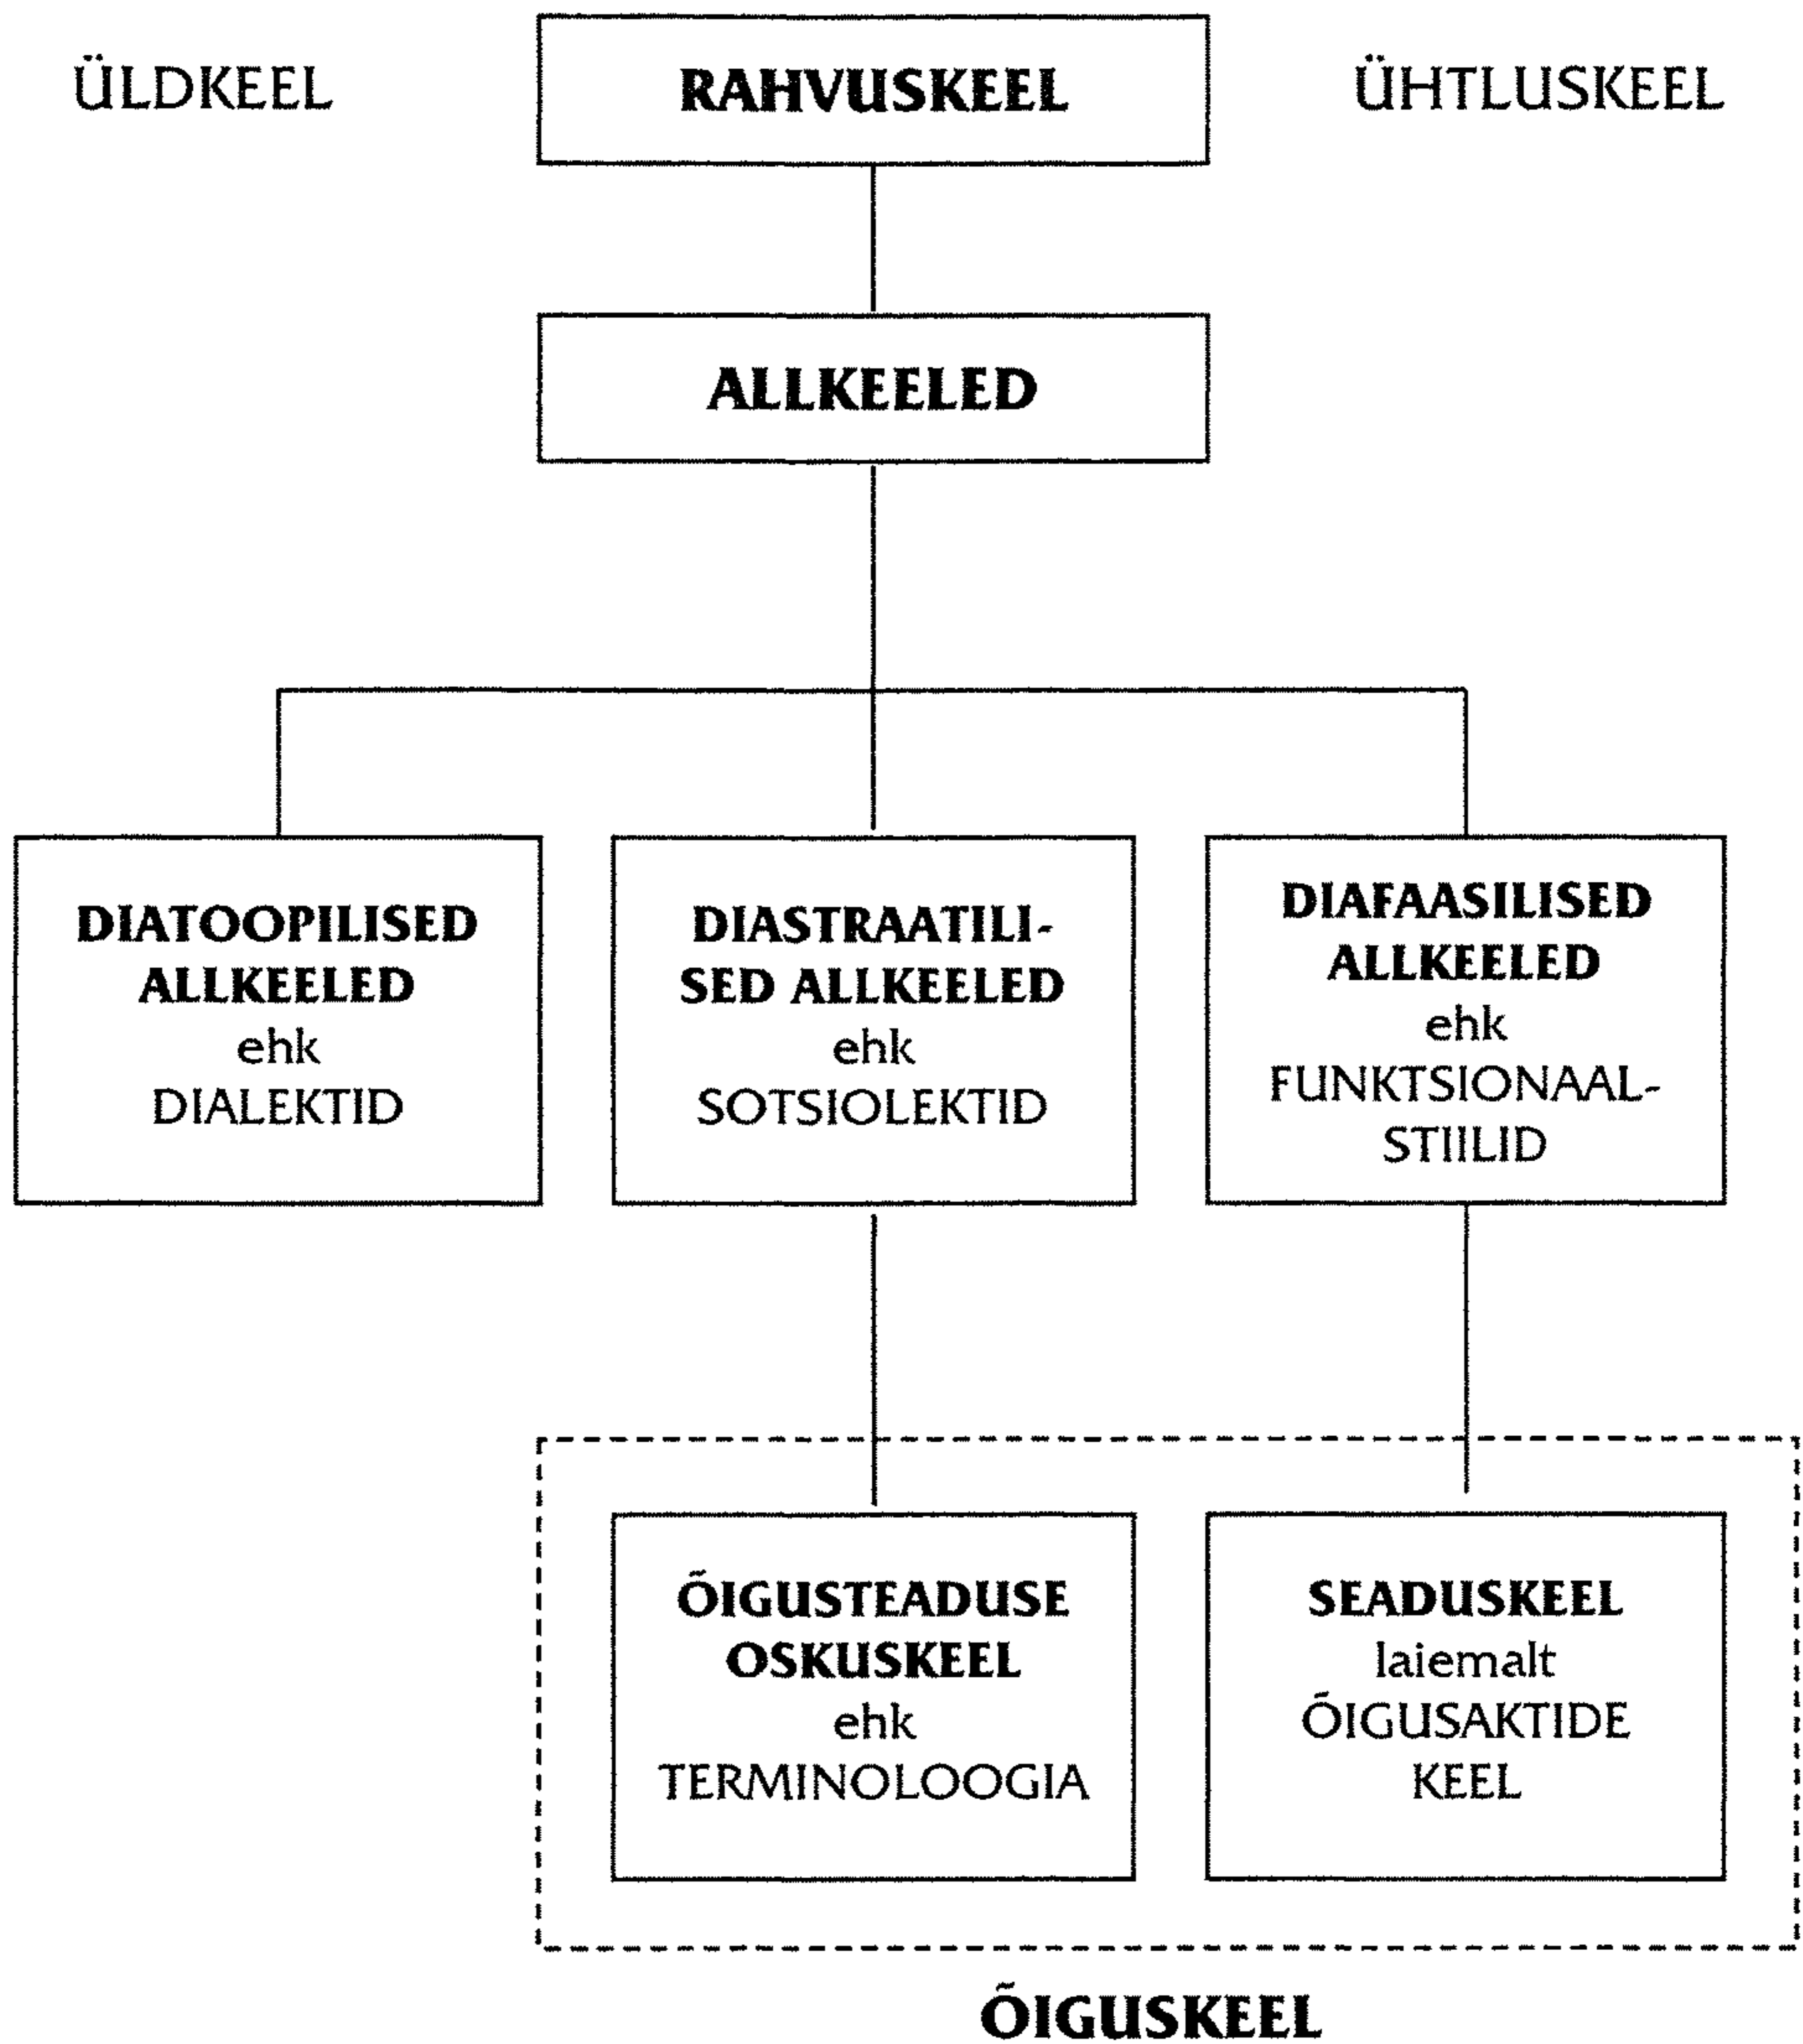 ÜLDKEEL
RAHVUSKEEL
ÜHTLUSKEEL
ALLKEELED
DIATOOPILISED
ALLKEELED
ehk
DIALEKTID
DIASTRAATILI-
SED ALLKEELED
ehk
SOTSIOLEKTID
DIAFAASILISED
ALLKEELED
ehk
FUNKTSIONAAL-
STIILID
ÕIGUSTEADUSE
OSKUSKEEL
ehk
TERMINOLOOGIA
SEADUSKEEL
laiemalt
ÕIGUSAKTIDE
KEEL
ÕIGUSKEEL